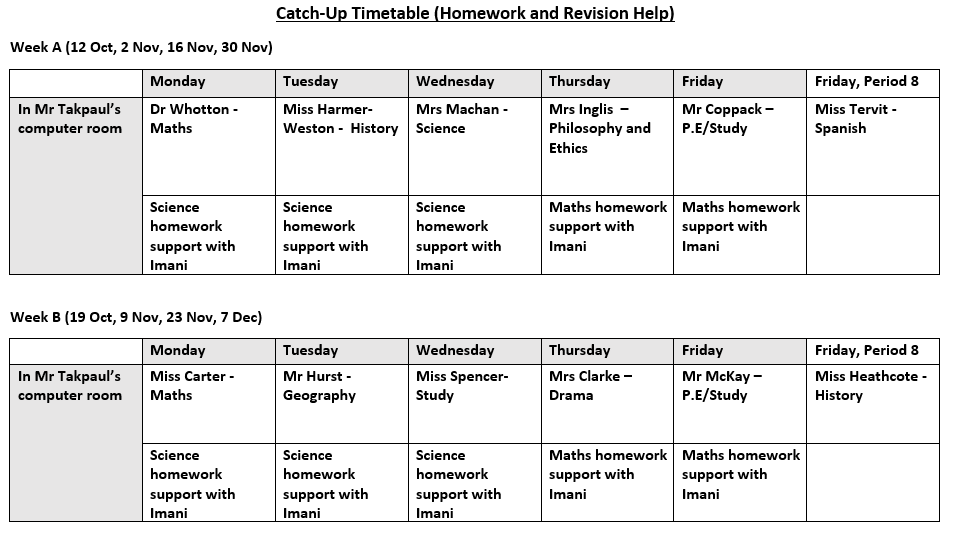 Catch-Up Timetable (Homework and Revision Help)
Week A (12 Oct, 2 Nov, 16 Nov, 30 Nov)
Monday
Tuesday
Wednesday
Thursday
Friday
Friday, Period 8
In Mr Takpaul's
computer room
Dr Whotton -
Maths
Miss Harmer-
Weston -  History
Mrs Machan -
Science
Mrs Inglis  –
Philosophy and
Ethics
Mr Coppack –
P.E/Study
Miss Tervit -
Spanish
Science
homework
support with
Imani
Science
homework
support with
Imani
Science
homework
support with
Imani
Maths homework
support with
Imani
Maths homework
support with
Imani
Week B (19 Oct, 9 Nov, 23 Nov, 7 Dec)
Monday
Tuesday
Wednesday
Thursday
Friday
Friday, Period 8
In Mr Takpaul's
computer room
Miss Carter -
Maths
Mr Hurst -
Geography
Miss Spencer-
Study
Mrs Clarke –
Drama
Mr McKay –
P.E/Study
Miss Heathcote -
History
Science
homework
support with
Imani
Science
homework
support with
Imani
Science
homework
support with
Imani
Maths homework
support with
Imani
Maths homework
support with
Imani